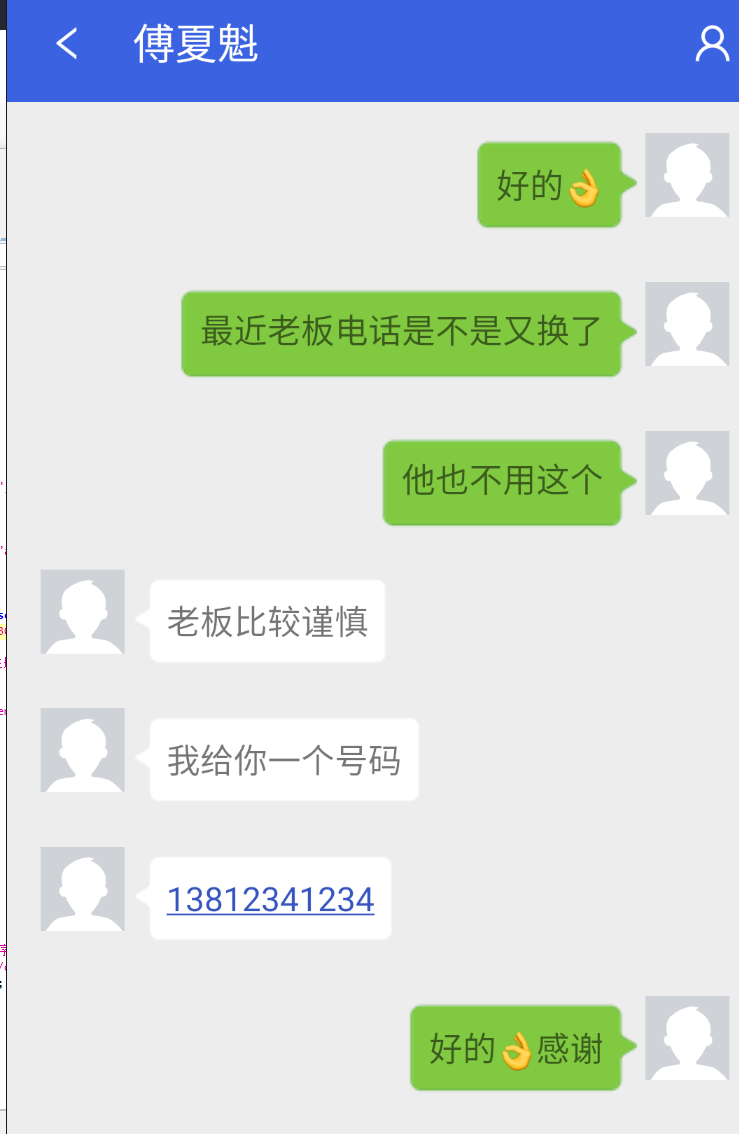 傅夏魁
好的👌
最近老板电话是不是又换了
他也不用这个
老板比较谨慎
我给你一个号码
13812341234
好的👌感谢